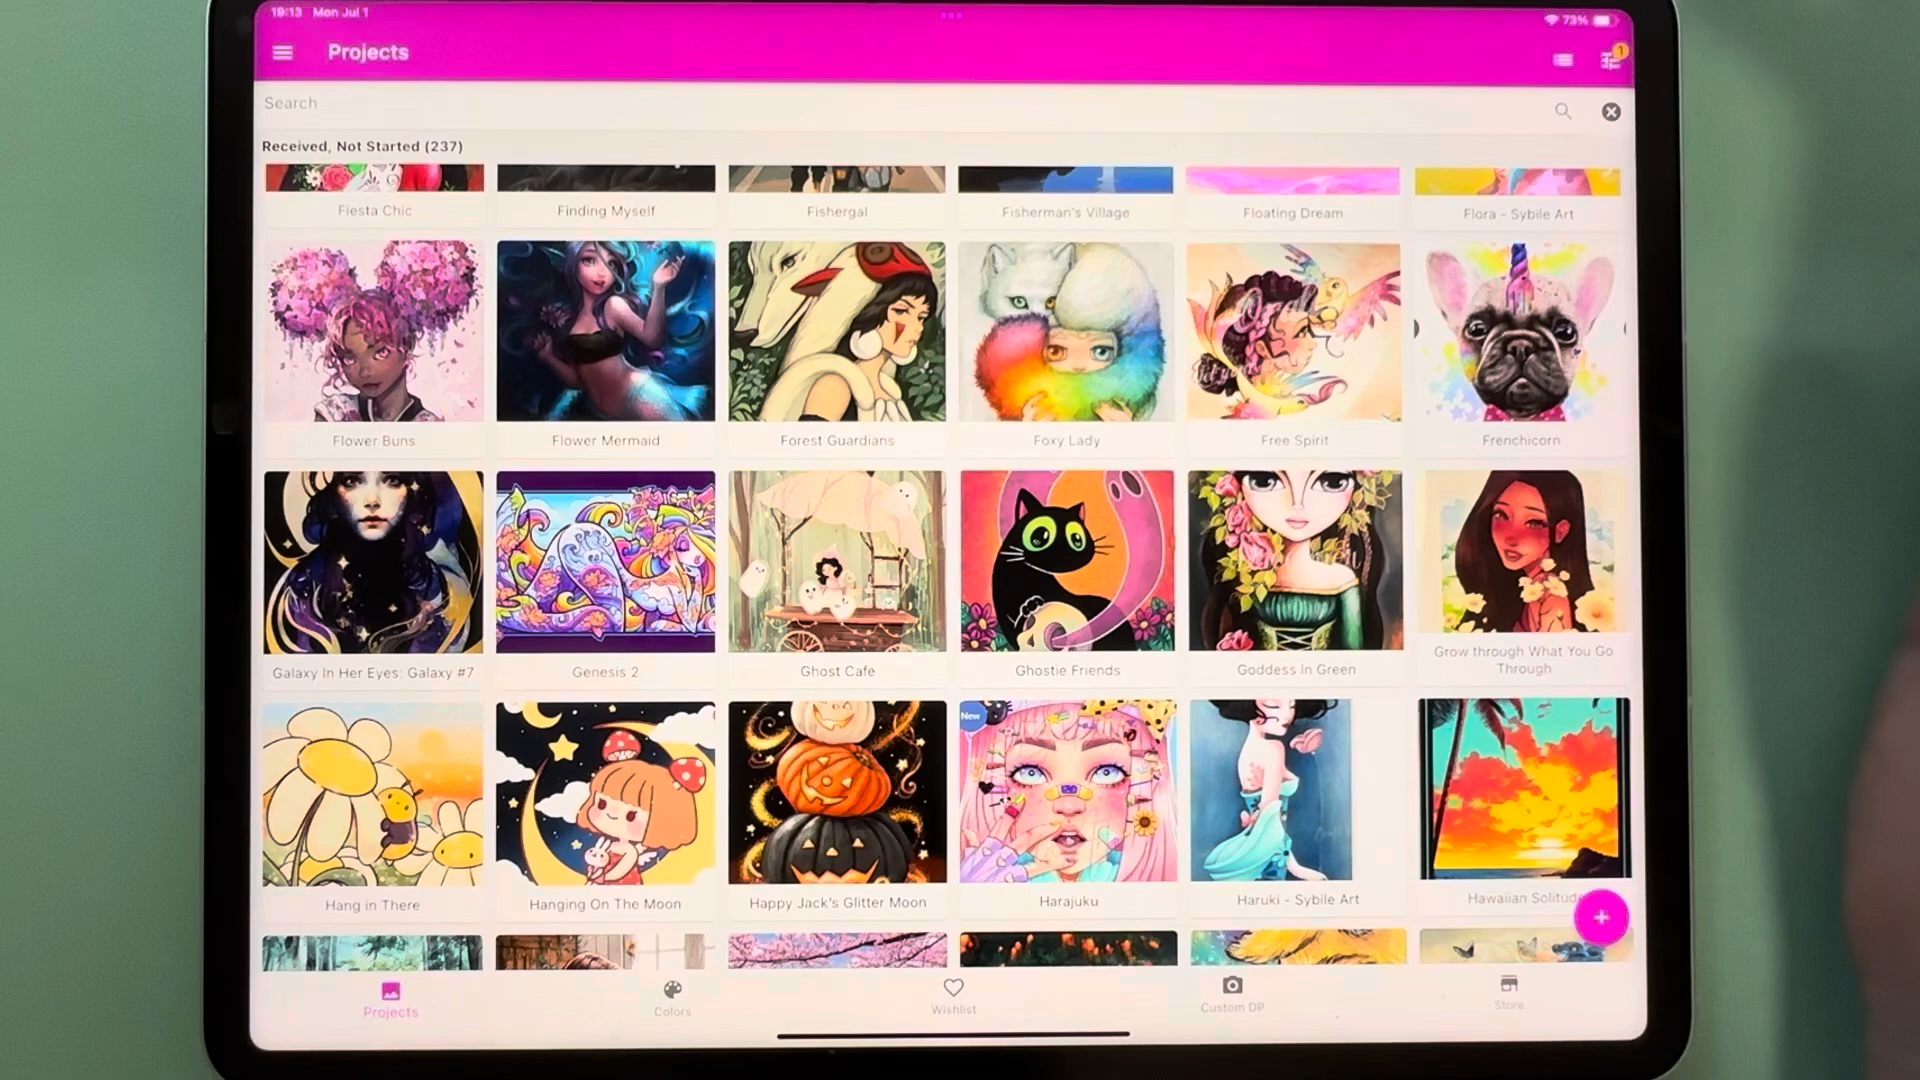 19:13 Mon Jul 1
73%
Projects
1
Search
Received, Not Started (237)
Fiesta Chic
Finding Myself
Fishergal
Fisherman's Village
Floating Dream
Flora - Sybile Art
Flower Buns
Flower Mermaid
Forest Guardians
Foxy Lady
Free Spirit
Frenchicorn
Galaxy In Her Eyes: Galaxy #7
Genesis 2
Ghost Cafe
Ghostie Friends
Goddess In Green
Grow through What You Go
Through
New
Hang in There
Hanging On The Moon
Happy Jack's Glitter Moon
Harajuku
Haruki - Sybile Art
Hawaiian Solitude
+
Projects
Colors
Wishlist
Custom DP
Store